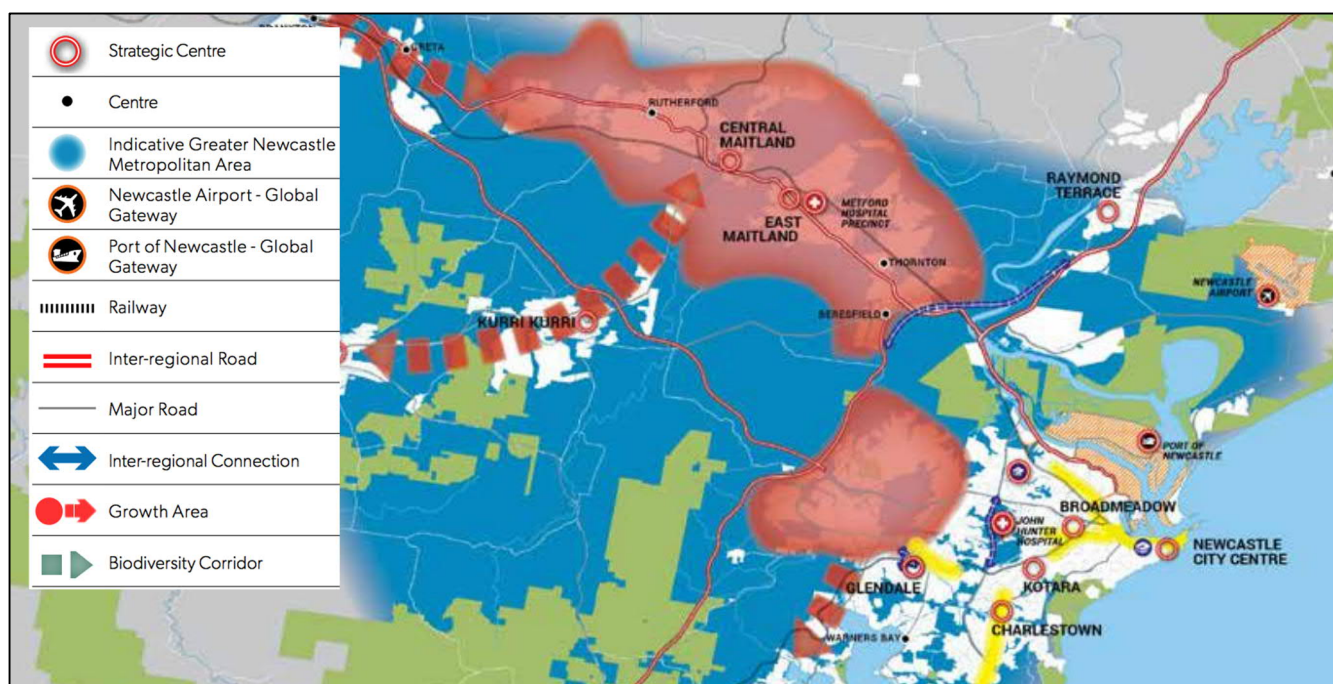 Strategic Centre
Centre
Indicative Greater Newcastle
Metropolitan Area
Newcastle Airport - Global
Gateway
Port of Newcastle - Global
Gateway
Railway
Inter-regional Road
Major Road
Inter-regional Connection
Growth Area
Biodiversity Corridor
GRETA
RUTHERFORD
CENTRAL
MAITLAND
EAST
MAITLAND
METFORD
HOSPITAL
PRECINCT
RAYMOND
TERRACE
THORNTON
NEWCASTLE
AIRPORT
BERESFIELD
KURRI KURRI
PORT OF
NEWCASTLE
BROADMEADOW
JOHN
HUNTER
HOSPITAL
NEWCASTLE
CITY CENTRE
GLENDALE
KOTARA
CHARLESTOWN
WARNERS BAY